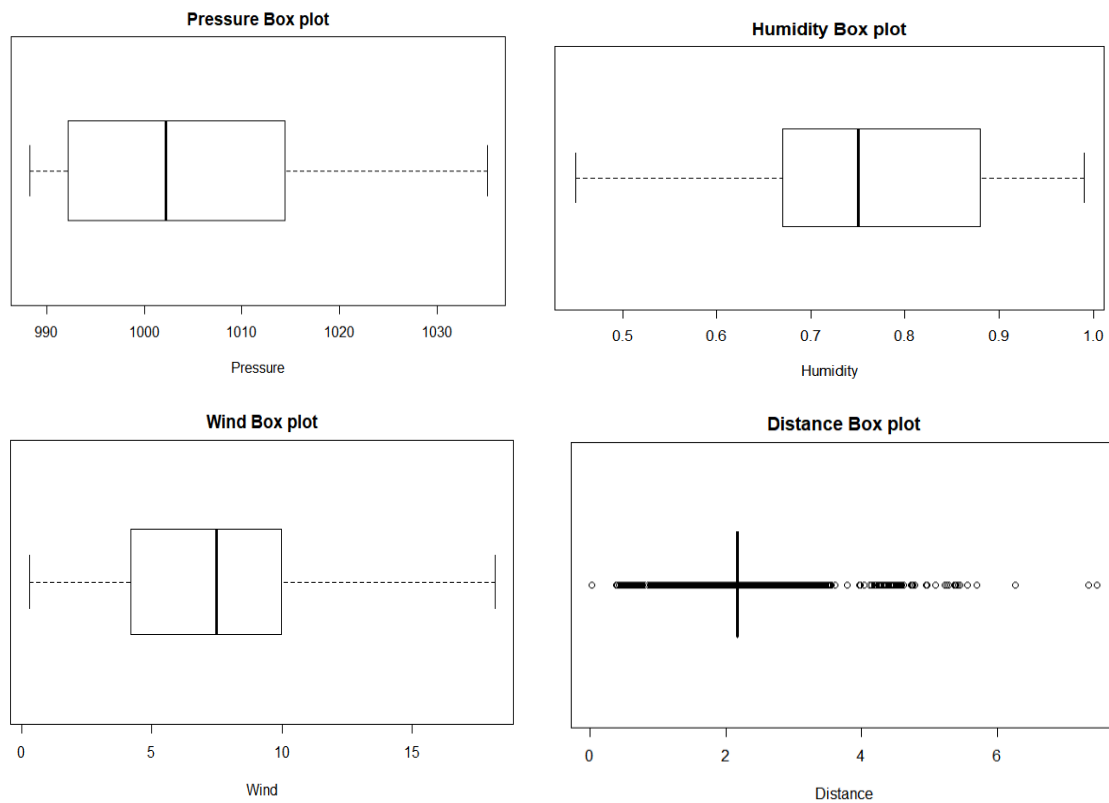 Pressure Box plot
990 1000 1010 1020 1030
Pressure
Humidity Box plot
0.5 0.6 0.7 0.8 0.9 1.0
Humidity
Wind Box plot
0 5 10 15
Wind
Distance Box plot
0 2 4 6
Distance